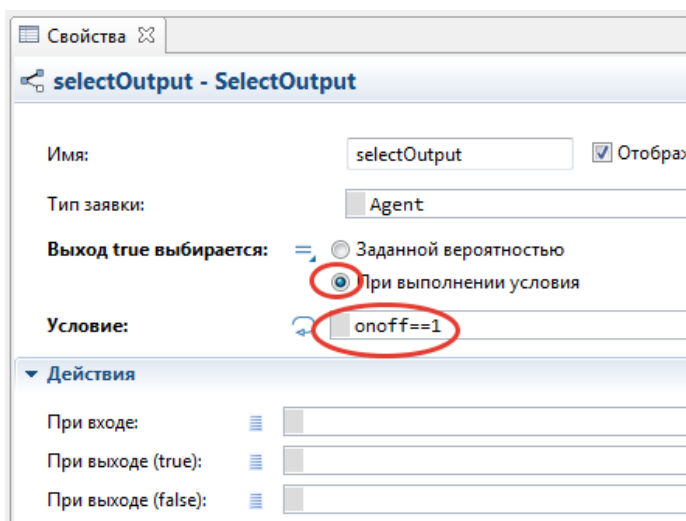 Свойства
selectOutput - SelectOutput
Имя: selectOutput
Тип заявки: Agent
Выход true выбирается: = Заданной вероятностью
При выполнении условия
Условие: onoff==1
Действия
При входе:
При выходе (true):
При выходе (false):